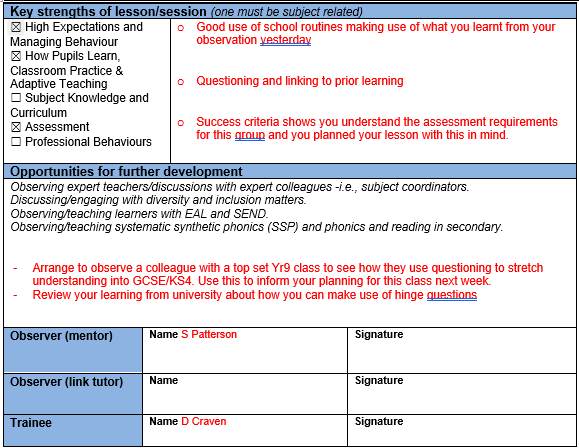 Key strengths of lesson/session (one must be subject related)
☒ High Expectations and
Managing Behaviour
☒ How Pupils Learn,
Classroom Practice &
Adaptive Teaching
☐ Subject Knowledge and
Curriculum
☒ Assessment
☐ Professional Behaviours
o Good use of school routines making use of what you learnt from your
observation yesterday
o Questioning and linking to prior learning
o Success criteria shows you understand the assessment requirements
for this group and you planned your lesson with this in mind.
Opportunities for further development
Observing expert teachers/discussions with expert colleagues -i.e., subject coordinators.
Discussing/engaging with diversity and inclusion matters.
Observing/teaching learners with EAL and SEND.
Observing/teaching systematic synthetic phonics (SSP) and phonics and reading in secondary.
- Arrange to observe a colleague with a top set Yr9 class to see how they use questioning to stretch
understanding into GCSE/KS4. Use this to inform your planning for this class next week.
- Review your learning from university about how you can make use of hinge questions
Observer (mentor) Name S Patterson Signature
Observer (link tutor) Name Signature
Trainee Name D Craven Signature